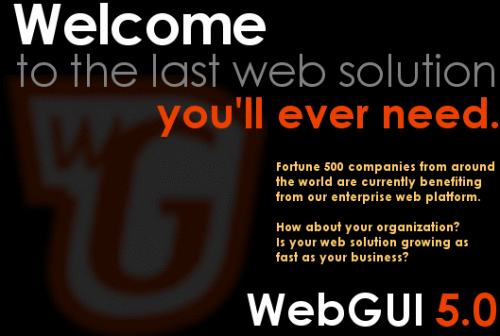 Welcome
to the last web solution
you'll ever need.
Fortune 500 companies from around
the world are currently benefiting
from our enterprise web platform.
How about your organization?
Is your web solution growing as
fast as your business?
WebGUI 5.0
W G